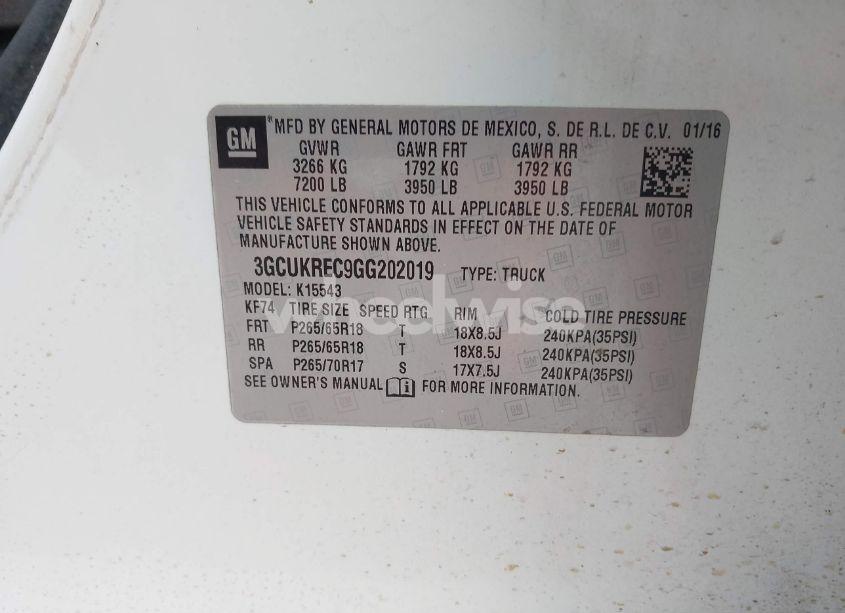 GM ® MFD BY GENERAL MOTORS DE MEXICO, S. DE R.L. DE C.V. 01/16
GVWR GAWR FRT GAWR RR
3266 KG 1792 KG 1792 KG
7200 LB 3950 LB 3950 LB
THIS VEHICLE CONFORMS TO ALL APPLICABLE U.S. FEDERAL MOTOR
VEHICLE SAFETY STANDARDS IN EFFECT ON THE DATE OF
MANUFACTURE SHOWN ABOVE.
3GCUKREC9GG202019 TYPE: TRUCK
MODEL: K15543
KF74 TIRE SIZE SPEED RTG RIM COLD TIRE PRESSURE
FRT P265/65R18 T 18X8.5J 240KPA(35PSI)
RR P265/65R18 T 18X8.5J 240KPA(35PSI)
SPA P265/70R17 S 17X7.5J 240KPA(35PSI)
SEE OWNER'S MANUAL FOR MORE INFORMATION.